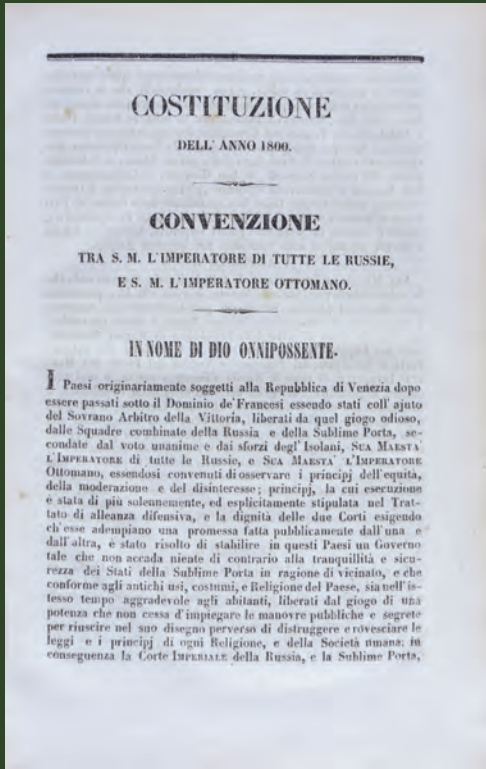 COSTITUZIONE
DELL' ANNO 1800.
CONVENZIONE
TRA S. M. L'IMPERATORE DI TUTTE LE RUSSIE,
E S. M. L'IMPERATORE OTTOMANO.
IN NOME DI DIO ONNIPOSSENTE.
I Paesi originariamente soggetti alla Repubblica di Venezia dopo
essere passati sotto il Dominio de' Francesi essendo stati coll' ajuto
del Sovrano Arbitro della Vittoria, liberati da quel giogo odioso,
dalle Squadre combinate della Russia e della Sublime Porta, se-
condate dal voto unanime e dai sforzi degl' Isolani, SUA MAESTA'
L'IMPERATORE di tutte le Russie, e SUA MAESTA' L'IMPERATORE
Ottomano, essendosi convenuti di osservare i principj dell'equità,
della moderazione e del disinteresse; principj, la cui esecuzione
è stata di più solennemente, ed esplicitamente stipulata nel Trat-
tato di alleanza difensiva, e la dignità delle due Corti esigendo
ch'esse adempiano una promessa fatta pubblicamente dall'una e
dall'altra, è stato risolto di stabilire in questi Paesi un Governo
tale che non accada niente di contrario alla tranquillità e sicu-
rezza dei Stati della Sublime Porta in ragione di vicinato, e che
conforme agli antichi usi, costumi, e Religione del Paese, sia nell'is-
tesso tempo aggradevole agli abitanti, liberati dal giogo di una
potenza che non cessa d'impiegare le manovre pubbliche e segrete
per riuscire nel suo disegno perverso di distruggere e rovesciare le
leggi e i principj di ogni Religione, e della Società umana; in
conseguenza la Corte IMPERIALE della Russia, e la Sublime Porta,